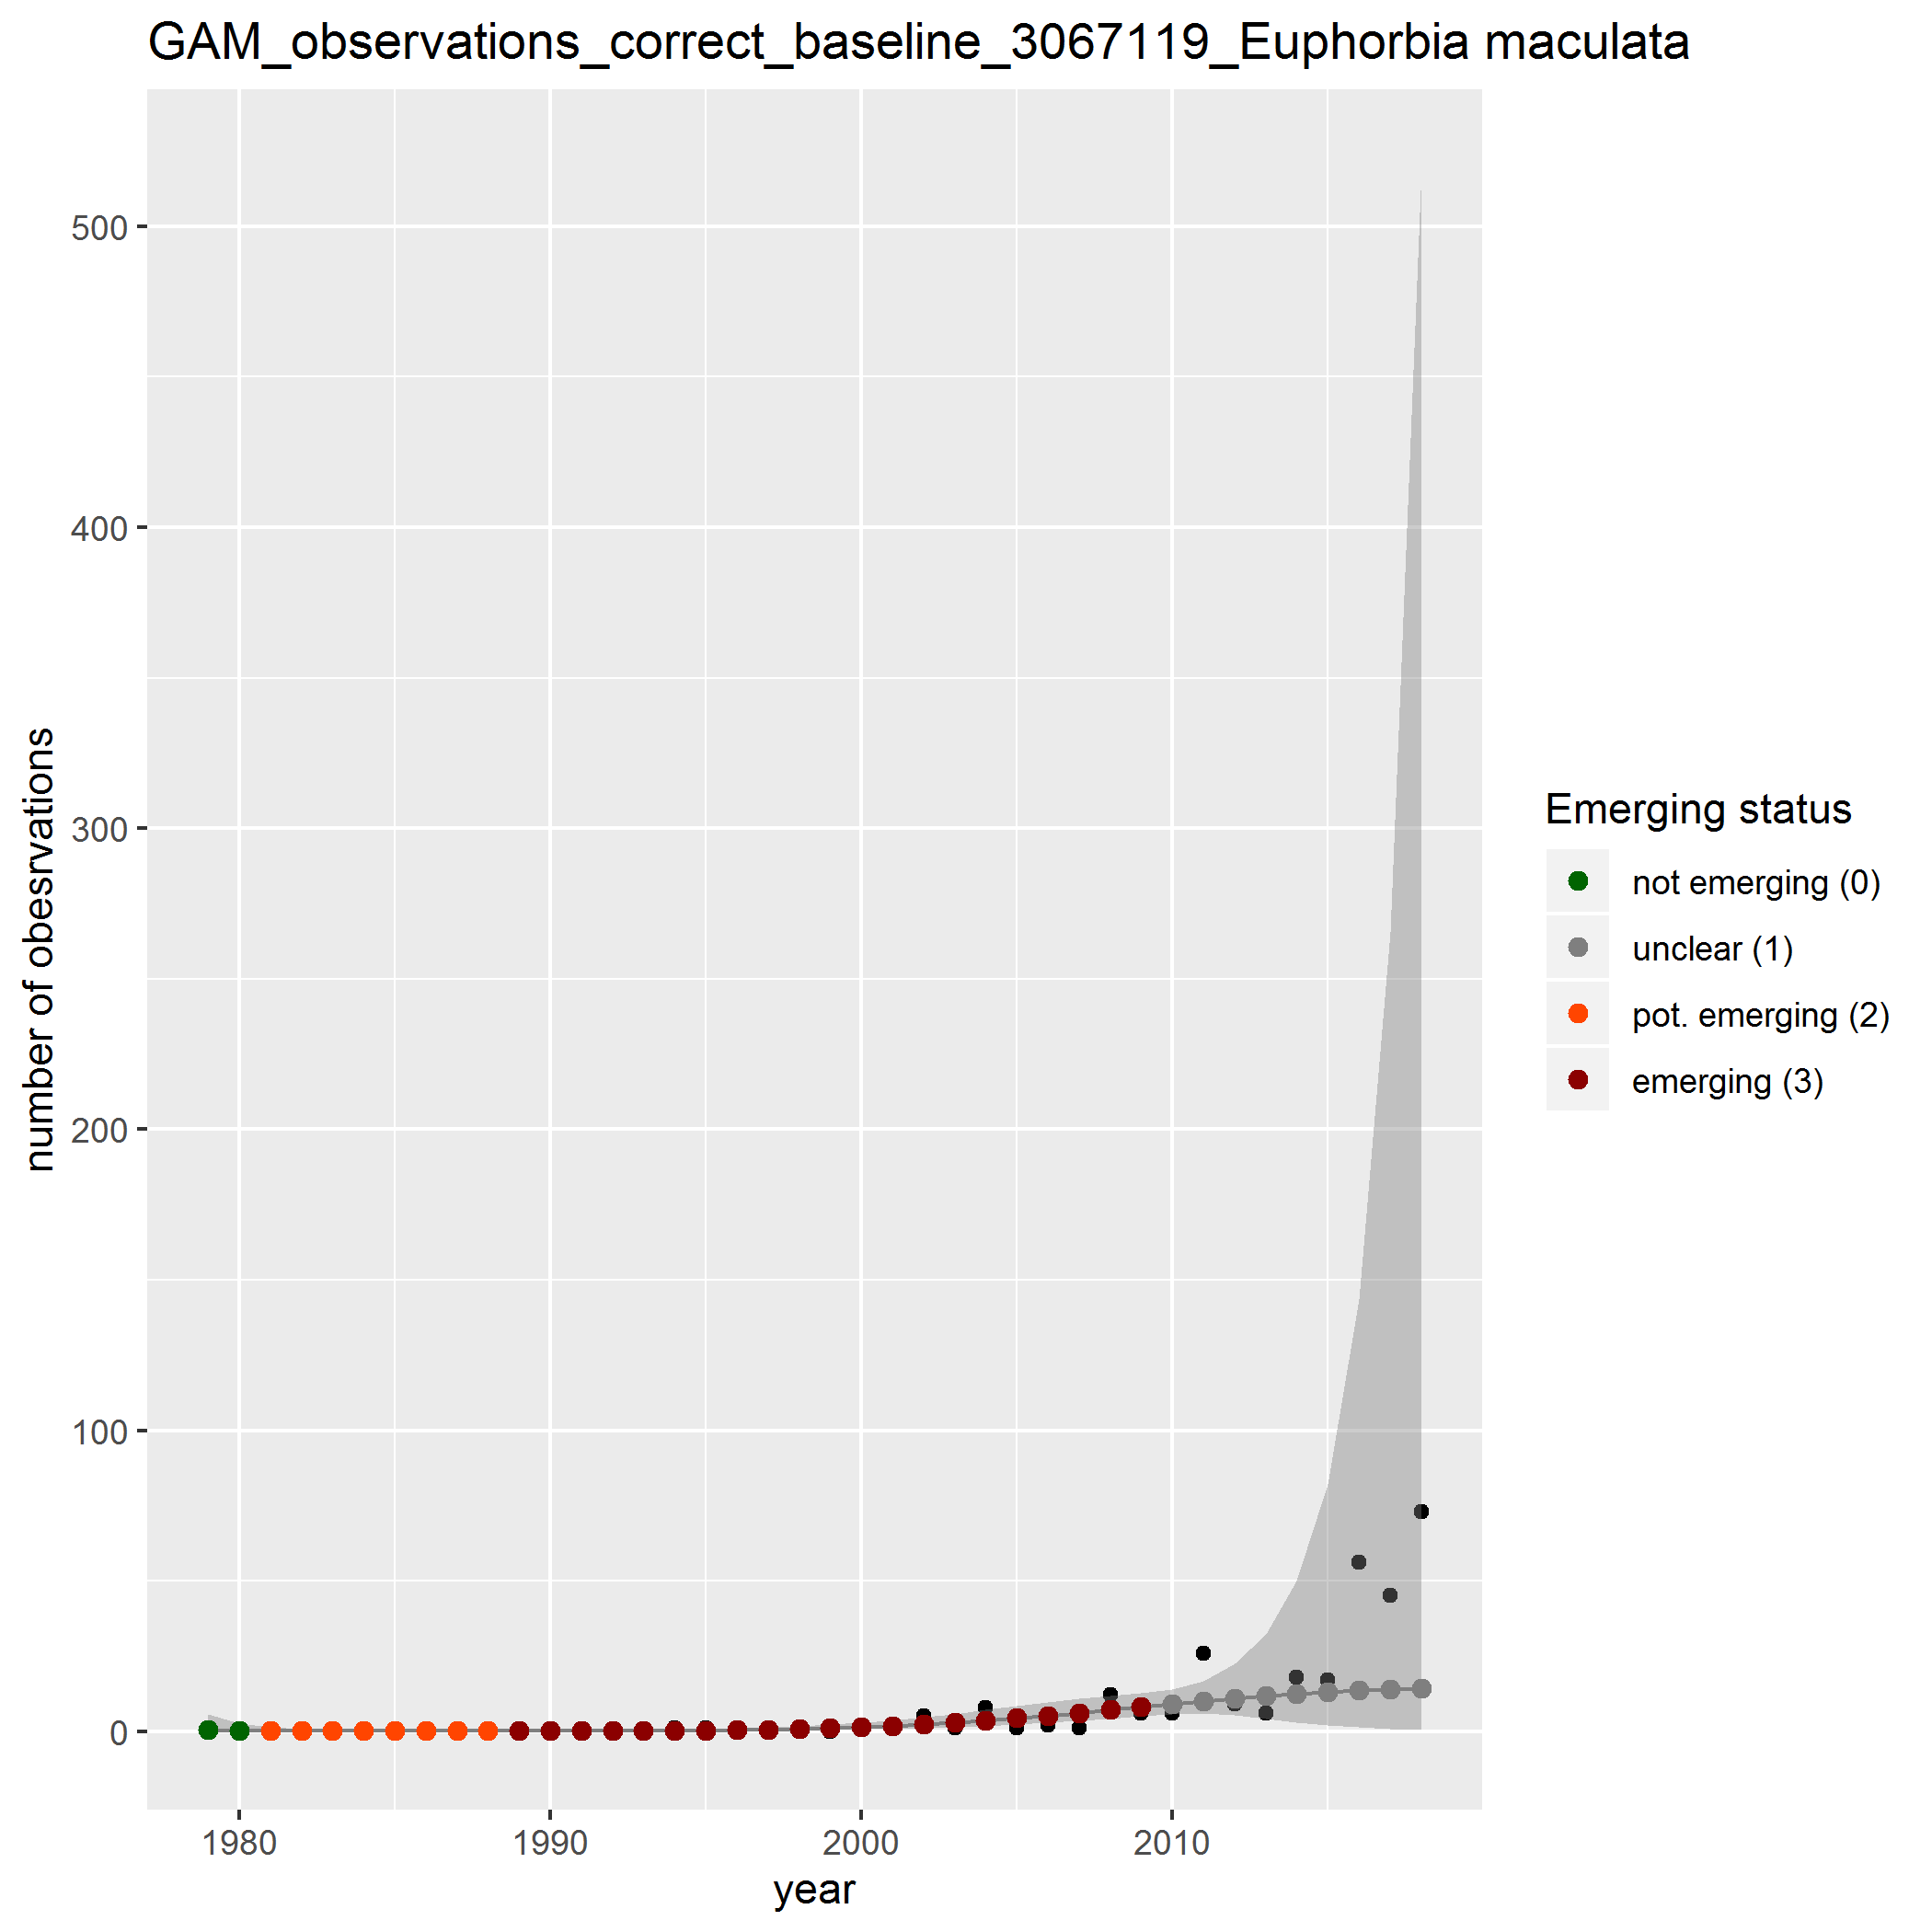 GAM_observations_correct_baseline_3067119_Euphorbia maculata
number of obesrvations
500
400
300
200
100
0
1980
1990
2000
2010
year
Emerging status
not emerging (0)
unclear (1)
pot. emerging (2)
emerging (3)